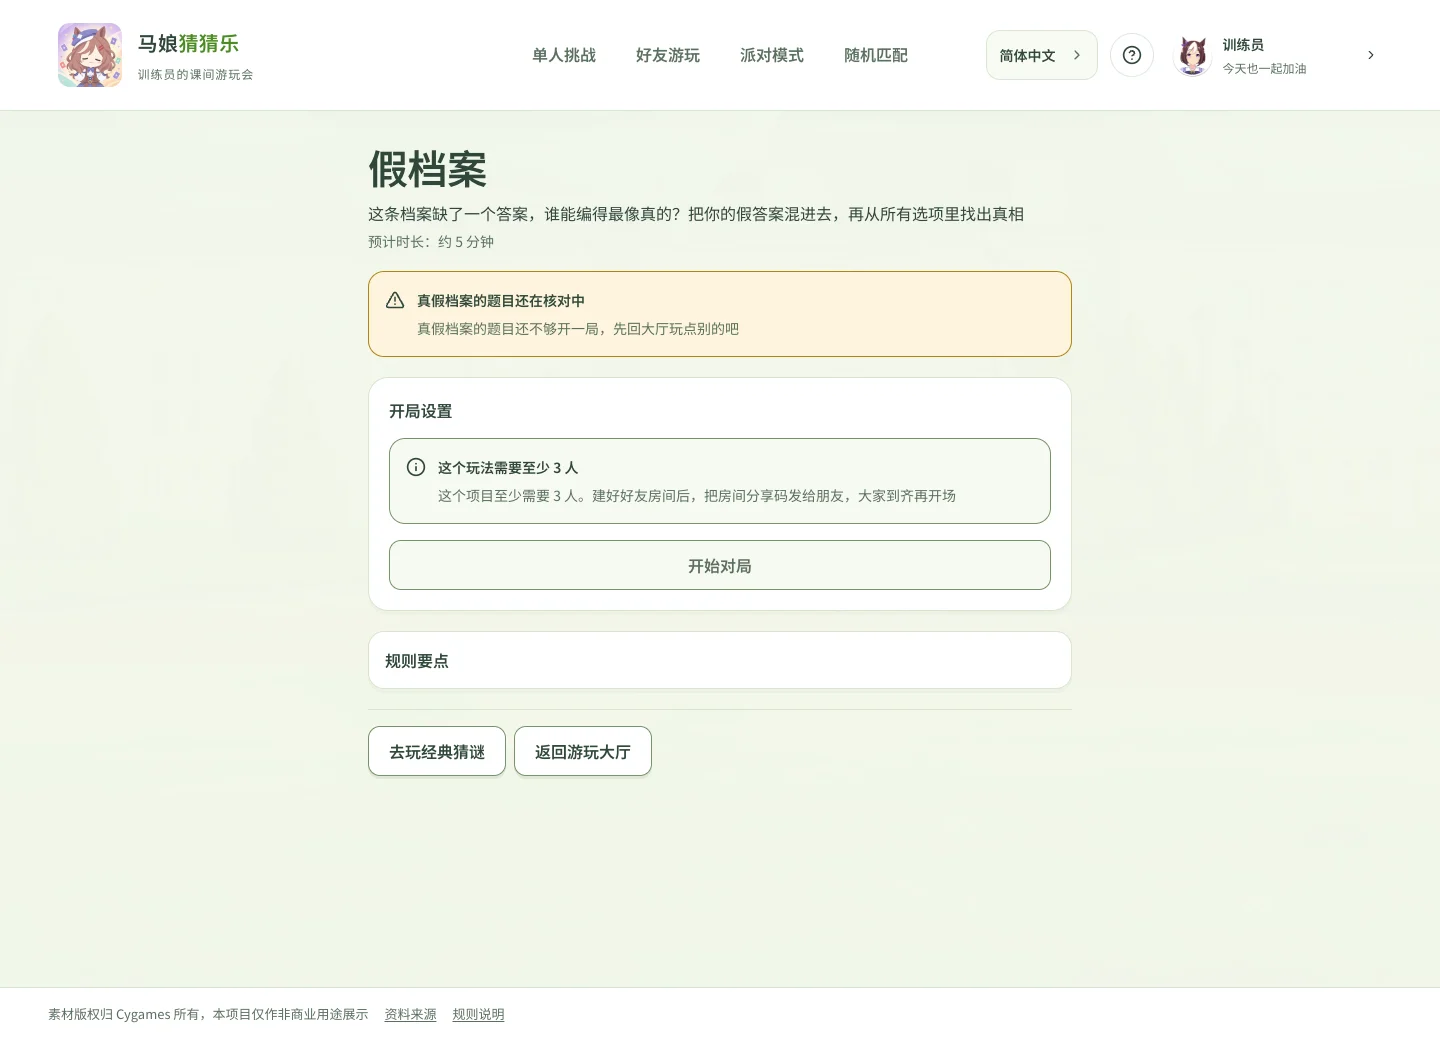 马娘猜猜乐
训练员的课间游玩会
单人挑战
好友游玩
派对模式
随机匹配
简体中文
训练员
今天也一起加油
假档案
这条档案缺了一个答案，谁能编得最像真的？把你的假答案混进去，再从所有选项里找出真相
预计时长：约 5 分钟
真假档案的题目还在核对中
真假档案的题目还不够开一局，先回大厅玩点别的吧
开局设置
这个玩法需要至少 3 人
这个项目至少需要 3 人。建好好友房间后，把房间分享码发给朋友，大家到齐再开场
开始对局
规则要点
去玩经典猜谜
返回游玩大厅
素材版权归 Cygames 所有，本项目仅作非商业用途展示
资料来源
规则说明